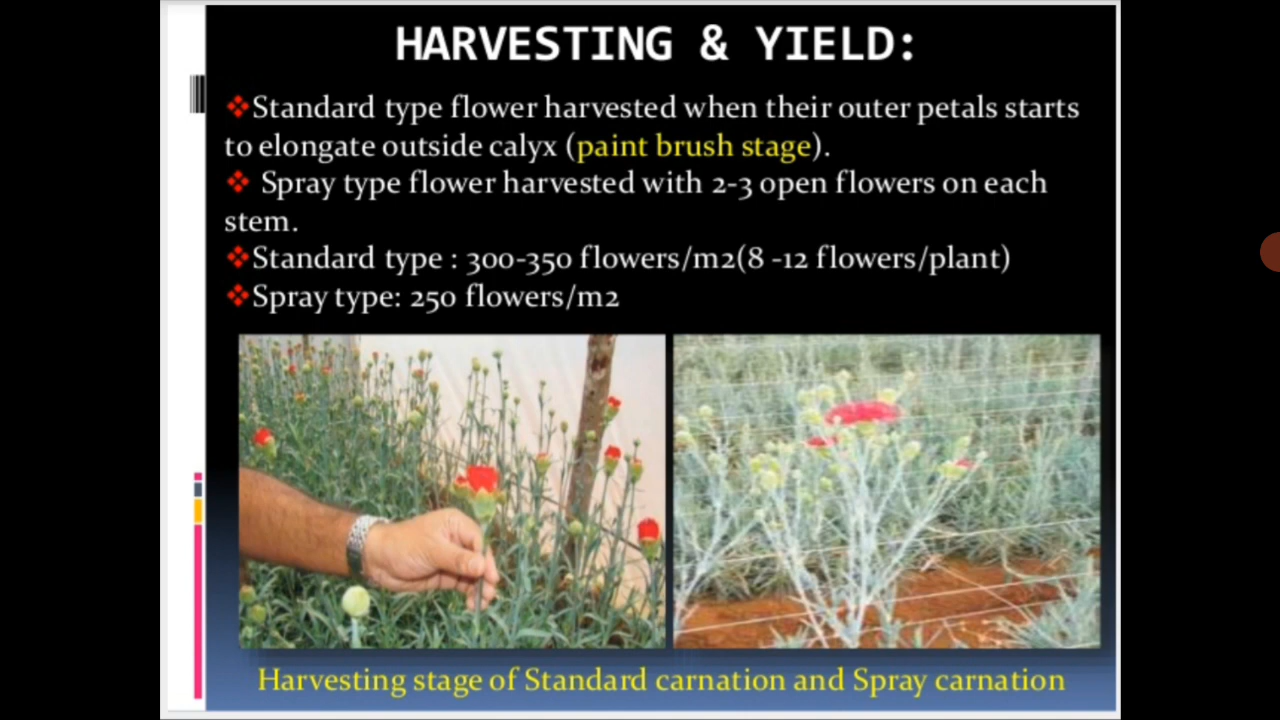 HARVESTING & YIELD:
❖Standard type flower harvested when their outer petals starts
to elongate outside calyx (paint brush stage).
❖ Spray type flower harvested with 2-3 open flowers on each
stem.
❖Standard type : 300-350 flowers/m2(8 -12 flowers/plant)
❖Spray type: 250 flowers/m2
Harvesting stage of Standard carnation and Spray carnation